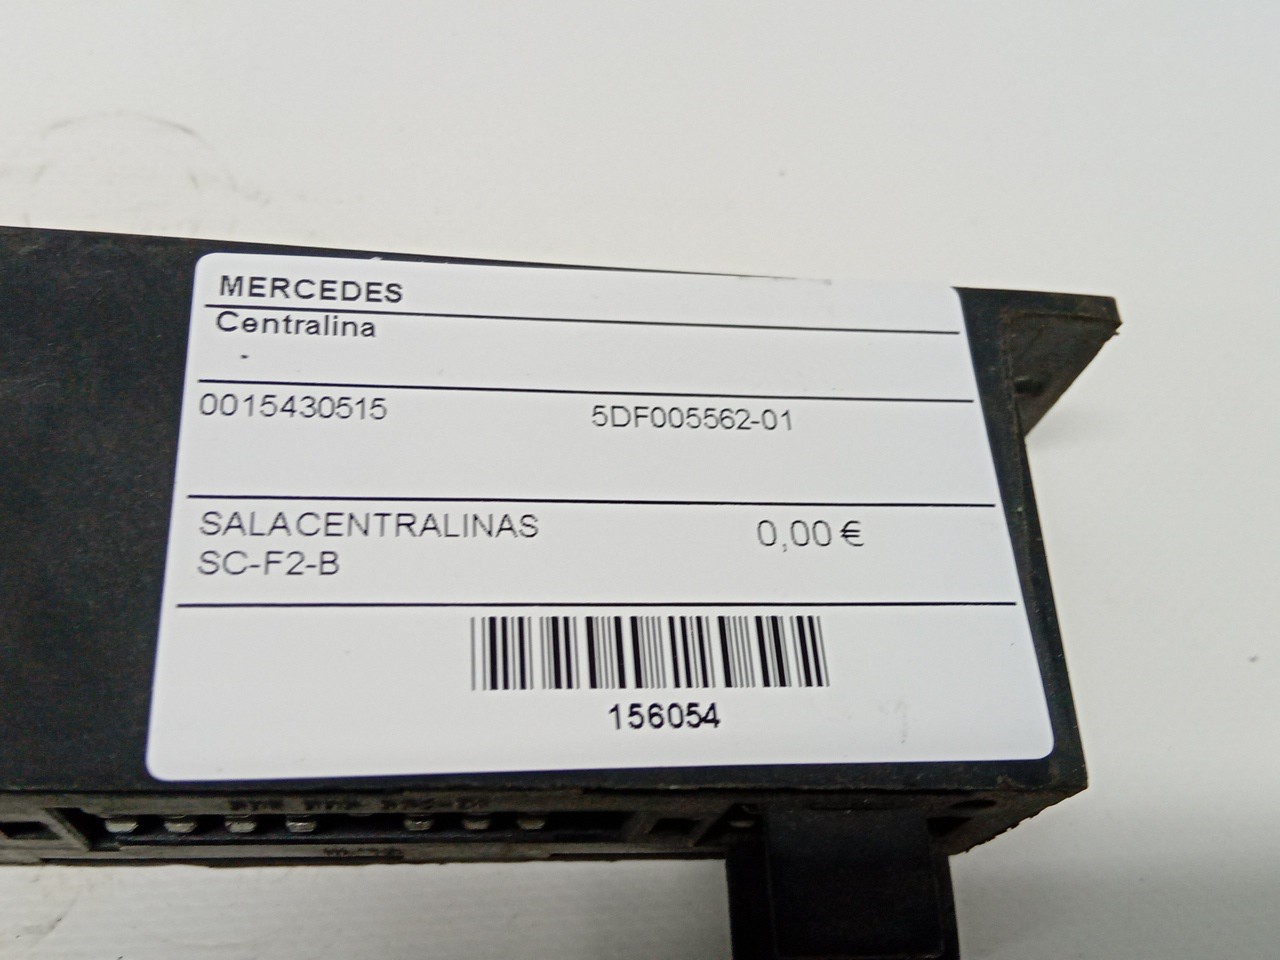 MERCEDES
Centralina
-
0015430515 5DF005562-01
SALACENTRALINAS 0,00 €
SC-F2-B
156054